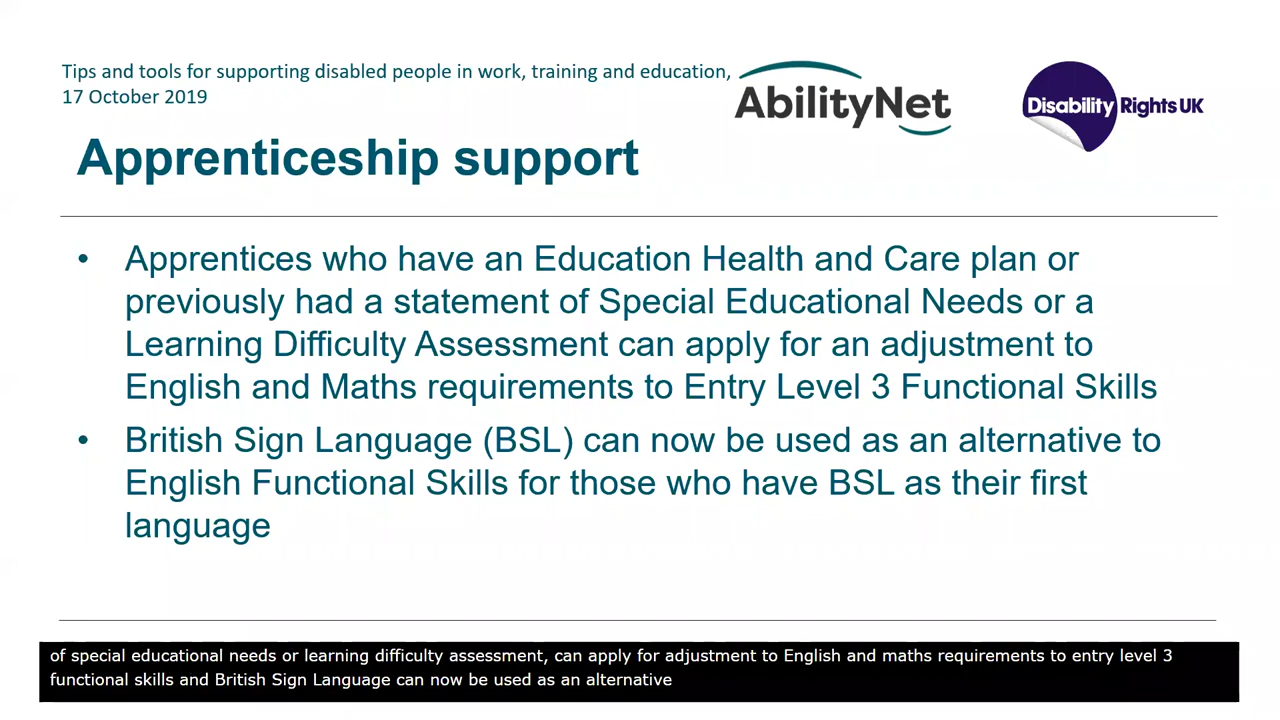 Tips and tools for supporting disabled people in work, training and education,
17 October 2019
AbilityNet
Disability Rights UK
Apprenticeship support
• Apprentices who have an Education Health and Care plan or
previously had a statement of Special Educational Needs or a
Learning Difficulty Assessment can apply for an adjustment to
English and Maths requirements to Entry Level 3 Functional Skills
• British Sign Language (BSL) can now be used as an alternative to
English Functional Skills for those who have BSL as their first
language
of special educational needs or learning difficulty assessment, can apply for adjustment to English and maths requirements to entry level 3
functional skills and British Sign Language can now be used as an alternative